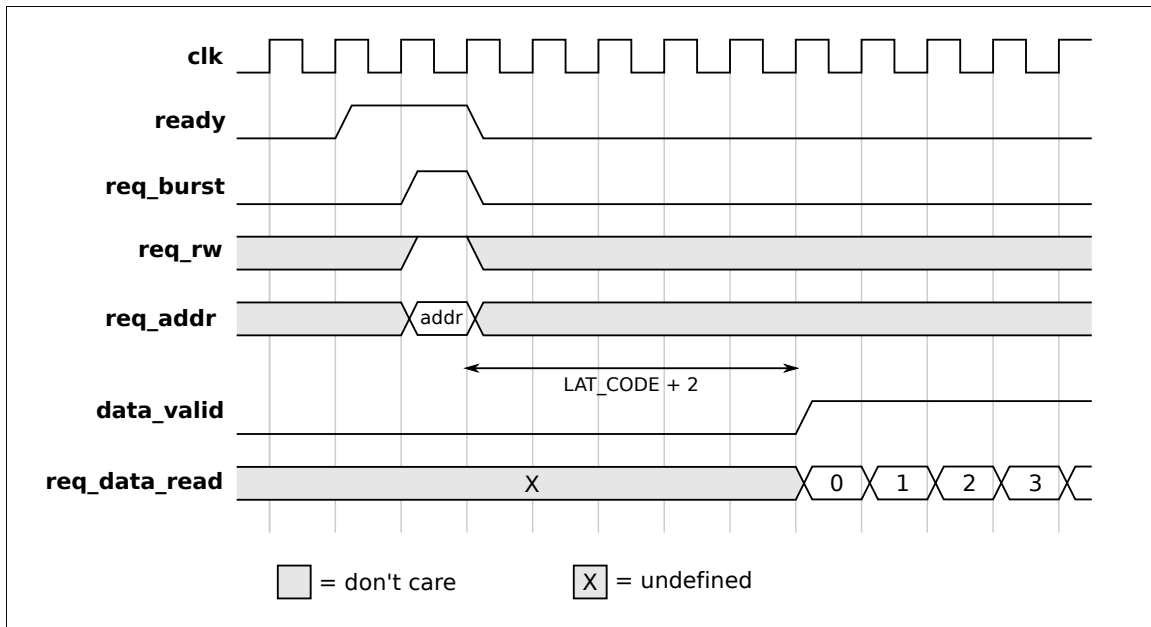 clk
ready
req_burst
req_rw
req_addr
addr
LAT_CODE + 2
data_valid
req_data_read
X
0
1
2
3
= don't care
X = undefined